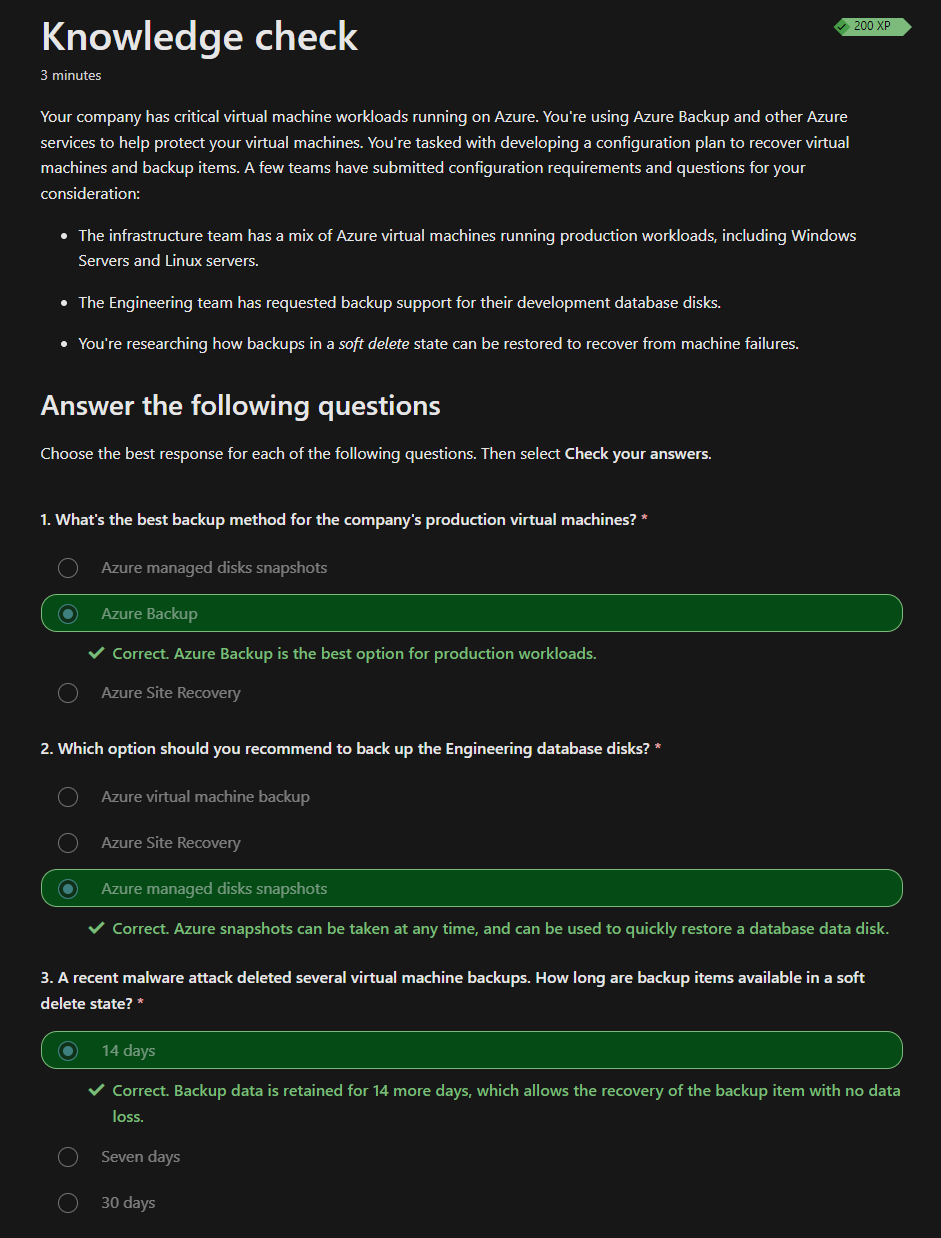 Knowledge check
200 XP
3 minutes
Your company has critical virtual machine workloads running on Azure. You're using Azure Backup and other Azure
services to help protect your virtual machines. You're tasked with developing a configuration plan to recover virtual
machines and backup items. A few teams have submitted configuration requirements and questions for your
consideration:
• The infrastructure team has a mix of Azure virtual machines running production workloads, including Windows
Servers and Linux servers.
• The Engineering team has requested backup support for their development database disks.
• You're researching how backups in a soft delete state can be restored to recover from machine failures.
Answer the following questions
Choose the best response for each of the following questions. Then select Check your answers.
1. What's the best backup method for the company's production virtual machines? *
Azure managed disks snapshots
Azure Backup
Correct. Azure Backup is the best option for production workloads.
Azure Site Recovery
2. Which option should you recommend to back up the Engineering database disks? *
Azure virtual machine backup
Azure Site Recovery
Azure managed disks snapshots
Correct. Azure snapshots can be taken at any time, and can be used to quickly restore a database data disk.
3. A recent malware attack deleted several virtual machine backups. How long are backup items available in a soft
delete state? *
14 days
Correct. Backup data is retained for 14 more days, which allows the recovery of the backup item with no data
loss.
Seven days
30 days